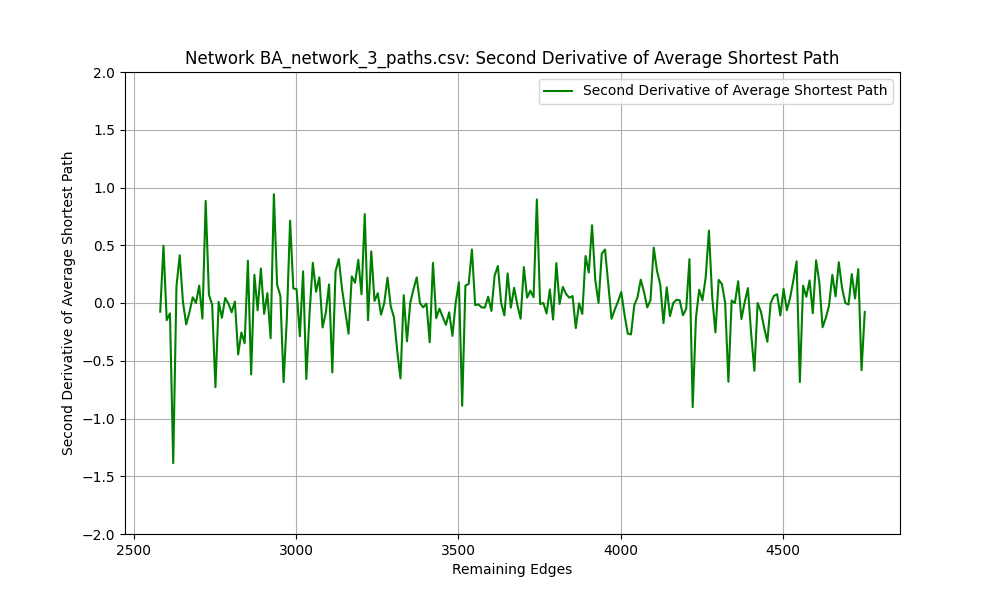 Network BA_network_3_paths.csv: Second Derivative of Average Shortest Path
Second Derivative of Average Shortest Path
2.0
1.5
1.0
0.5
0.0
−0.5
−1.0
−1.5
−2.0
Second Derivative of Average Shortest Path
2500 3000 3500 4000 4500
Remaining Edges